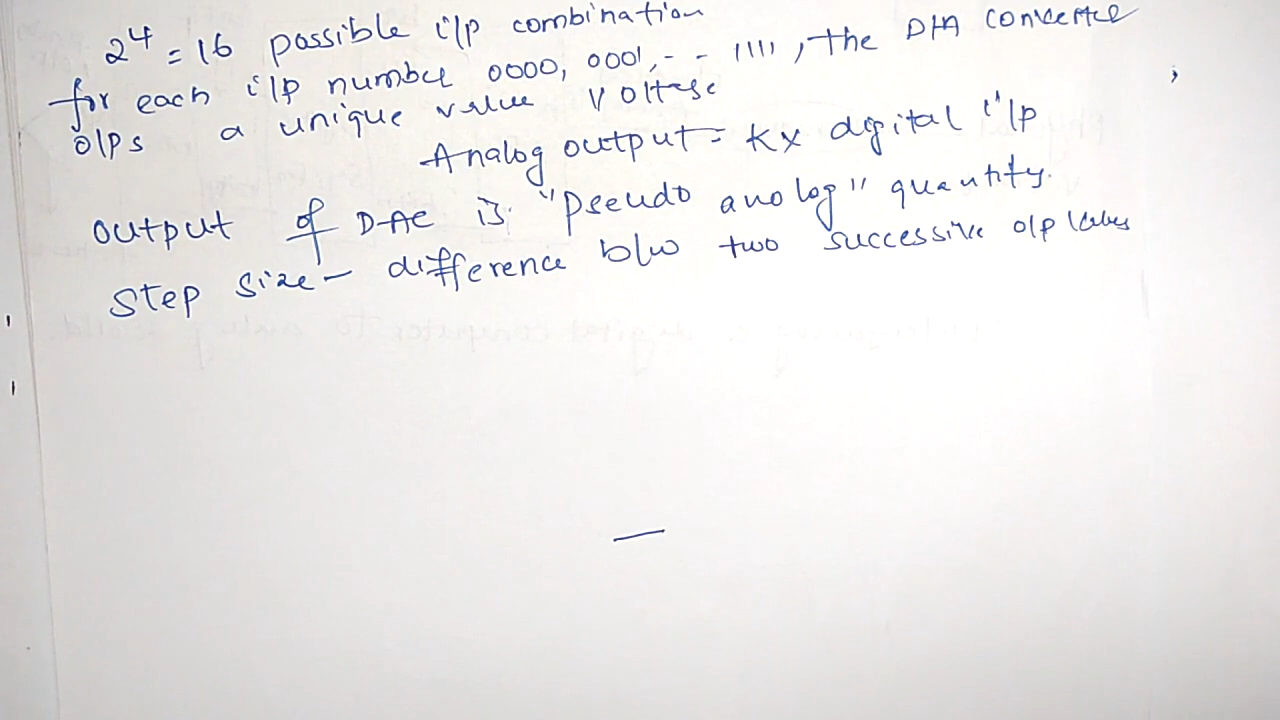 2⁴ = 16 possible i/p combination
for each i/p number 0000, 0001, - - 1111, the D/A converter
o/ps a unique value voltage
Analog output = K x digital i/p
output of DAC is "pseudo analog" quantity.
Step size - difference b/w two successive o/p values